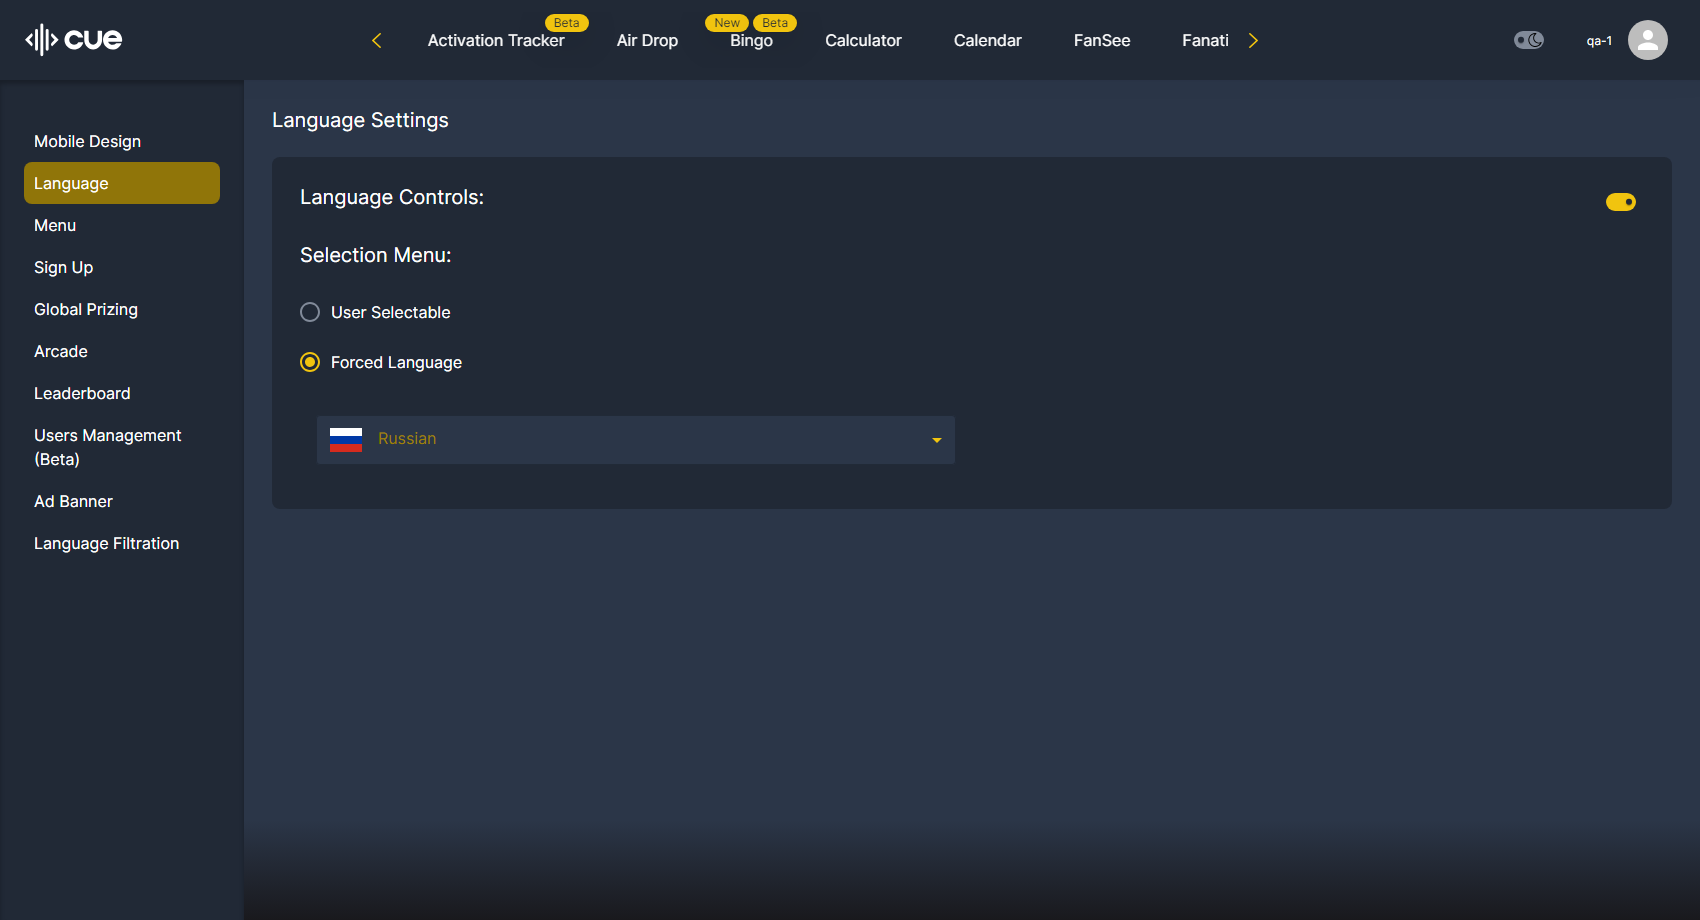 cue
Activation Tracker
Beta
Air Drop
Bingo
New
Beta
Calculator
Calendar
FanSee
Fanati
qa-1
Mobile Design
Language
Menu
Sign Up
Global Prizing
Arcade
Leaderboard
Users Management
(Beta)
Ad Banner
Language Filtration
Language Settings
Language Controls:
Selection Menu:
User Selectable
Forced Language
Russian